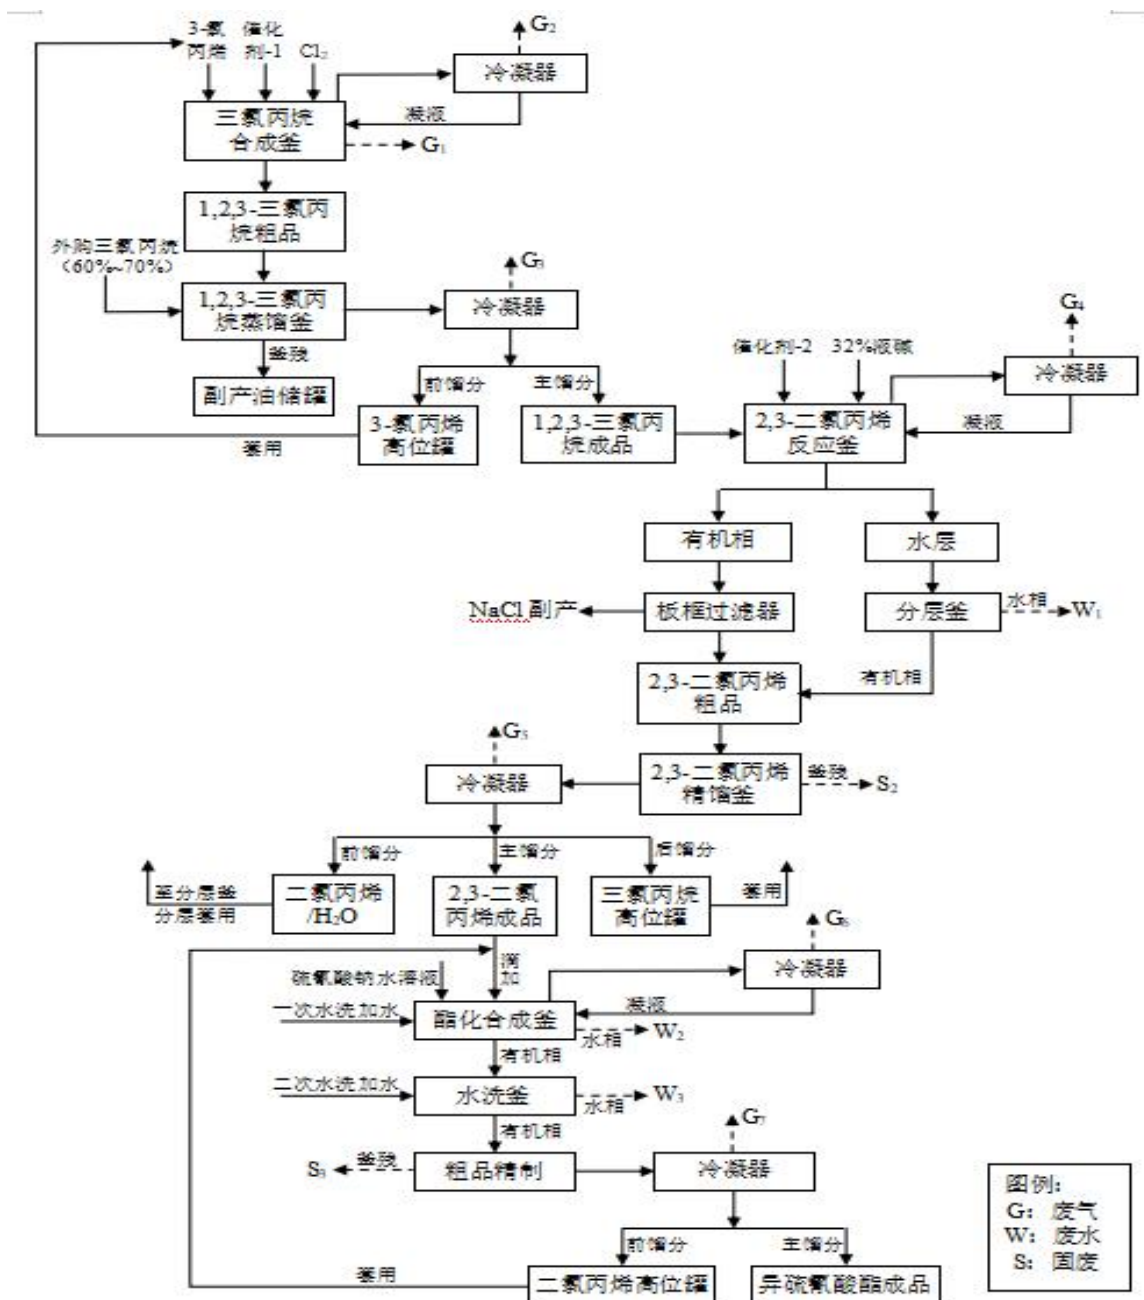 G2
3-氯
丙烯
催化
剂-1
Cl2
冷凝器
凝液
三氯丙烷
合成釜
G1
1,2,3-三氯丙
烷粗品
外购三氯丙烷
（60%~70%）
G3
1,2,3-三氯丙
烷蒸馏釜
冷凝器
G4
釜残
催化剂-2
32%液碱
冷凝器
前馏分
主馏分
副产油储罐
3-氯丙烯
高位罐
1,2,3-三氯丙
烷成品
2,3-二氯丙烯
反应釜
凝液
套用
有机相
水层
NaCl 副产
板框过滤器
分层釜
水相
W1
2,3-二氯丙烯
粗品
有机相
G5
冷凝器
2,3-二氯丙烯
精馏釜
釜残
S2
前馏分
主馏分
后馏分
至分层釜
分层套用
二氯丙烯
/H2O
2,3-二氯
丙烯成品
三氯丙烷
高位罐
套用
G6
滴
加
冷凝器
硫氰酸钠水溶液
一次水洗加水
酯化合成釜
凝液
水相
W2
有机相
二次水洗加水
水洗釜
水相
W3
有机相
G7
S3
釜残
粗品精制
冷凝器
前馏分
主馏分
套用
二氯丙烯高位罐
异硫氰酸酯成品
图例：
G：废气
W：废水
S：固废